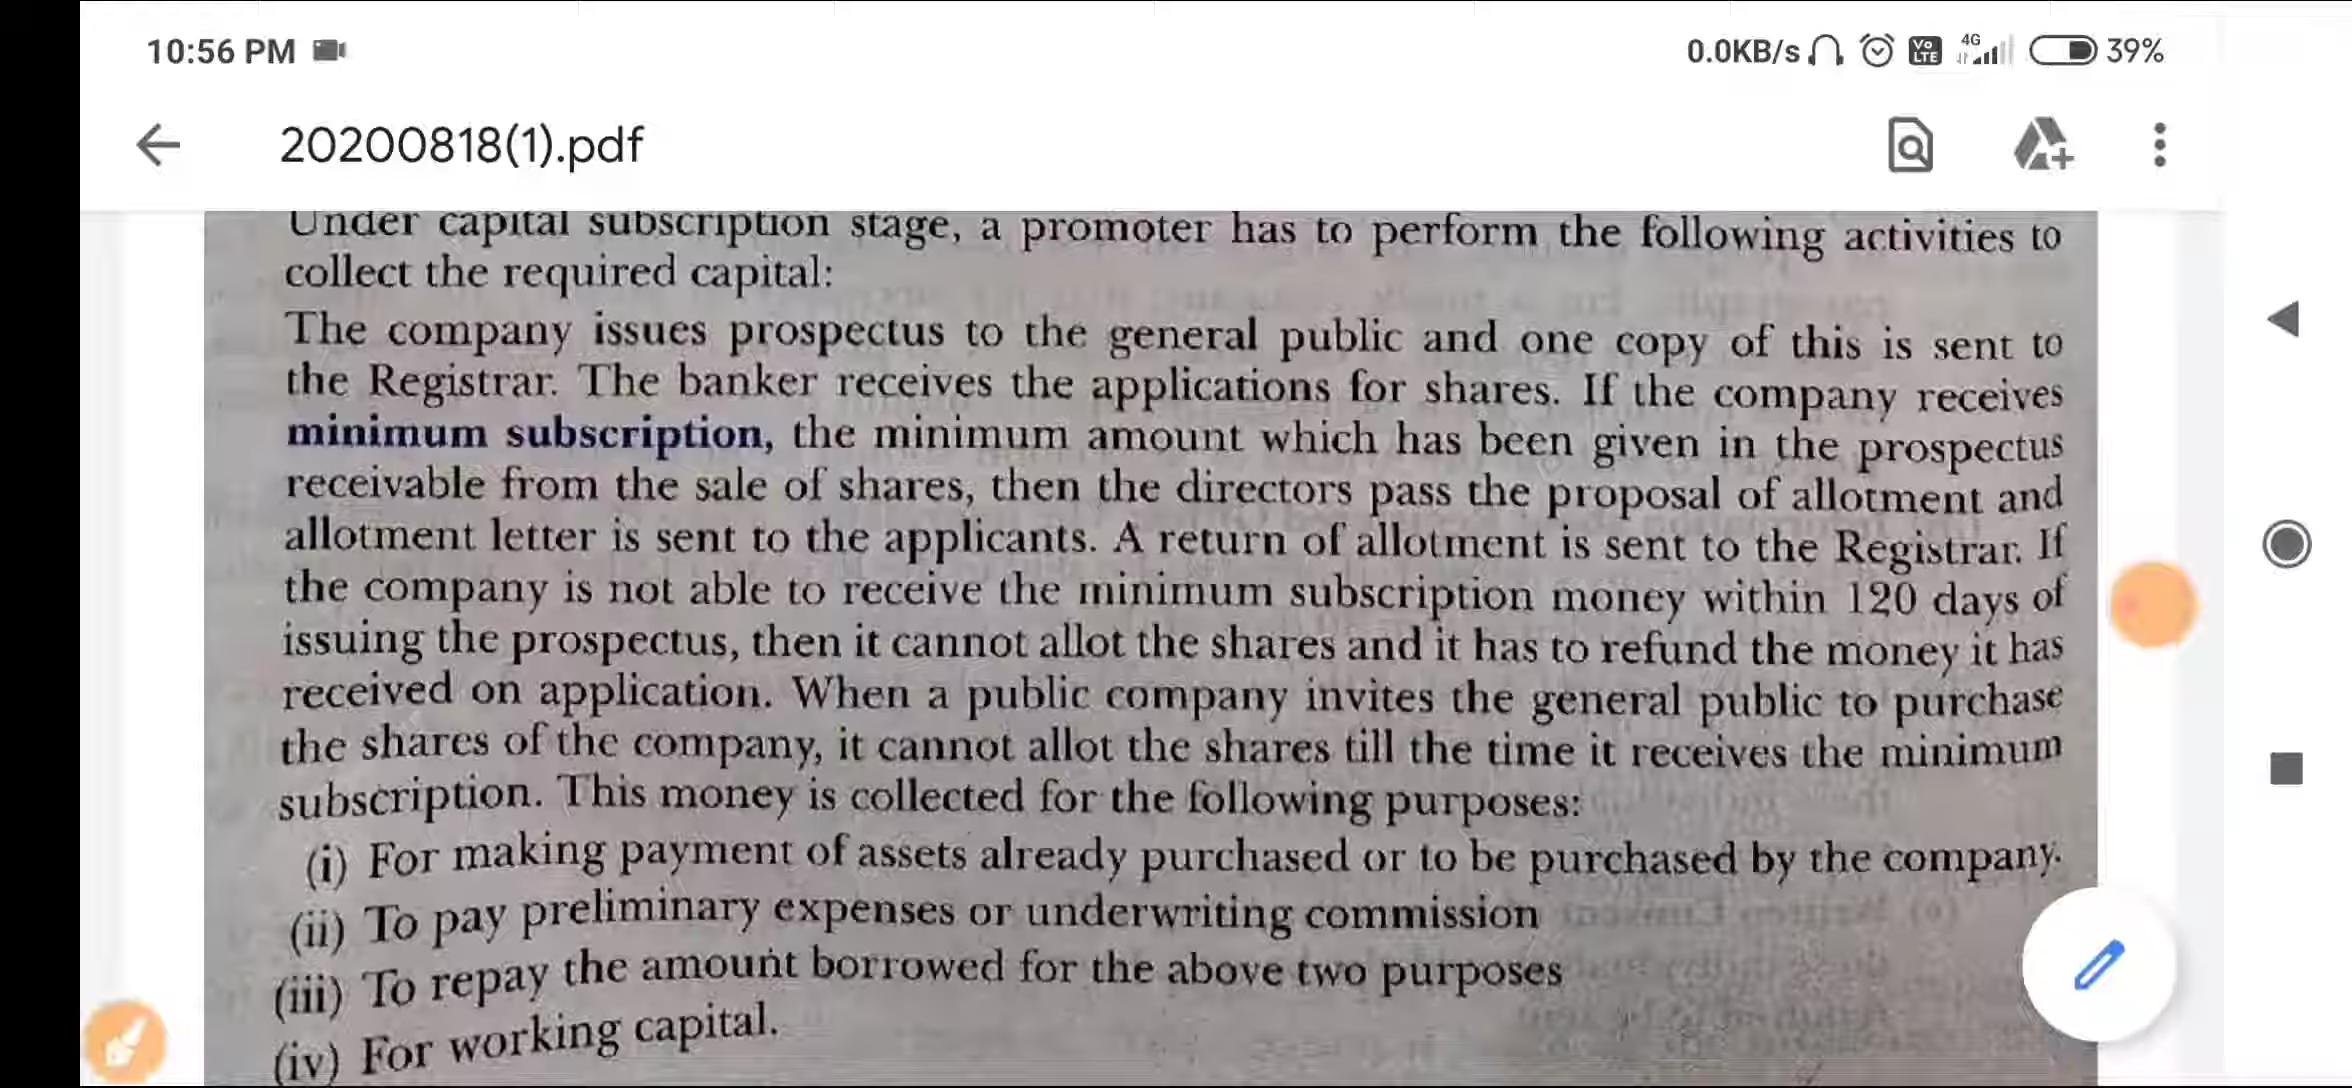 10:56 PM
0.0KB/s
Vo LTE
4G
39%
20200818(1).pdf
Under capital subscription stage, a promoter has to perform the following activities to
collect the required capital:
The company issues prospectus to the general public and one copy of this is sent to
the Registrar. The banker receives the applications for shares. If the company receives
minimum subscription, the minimum amount which has been given in the prospectus
receivable from the sale of shares, then the directors pass the proposal of allotment and
allotment letter is sent to the applicants. A return of allotment is sent to the Registrar. If
the company is not able to receive the minimum subscription money within 120 days of
issuing the prospectus, then it cannot allot the shares and it has to refund the money it has
received on application. When a public company invites the general public to purchase
the shares of the company, it cannot allot the shares till the time it receives the minimum
subscription. This money is collected for the following purposes:
(i) For making payment of assets already purchased or to be purchased by the company.
(ii) To pay preliminary expenses or underwriting commission
(iii) To repay the amount borrowed for the above two purposes
(iv) For working capital.